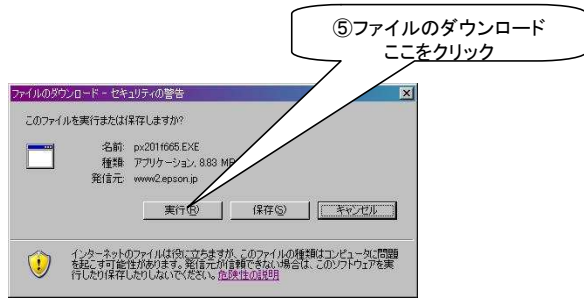 ⑤ファイルのダウンロード
ここをクリック
ファイルのダウンロード - セキュリティの警告
このファイルを実行または保存しますか?
名前: px201f665.EXE
種類: アプリケーション, 8.83 MB
発信元: www2.epson.jp
実行(R) 保存(S) キャンセル
インターネットのファイルは役に立ちますが、このファイルの種類はコンピュータに問題
を起こす可能性があります。発信元が信頼できない場合は、このソフトウェアを実
行したり保存したりしないでください。危険性の説明